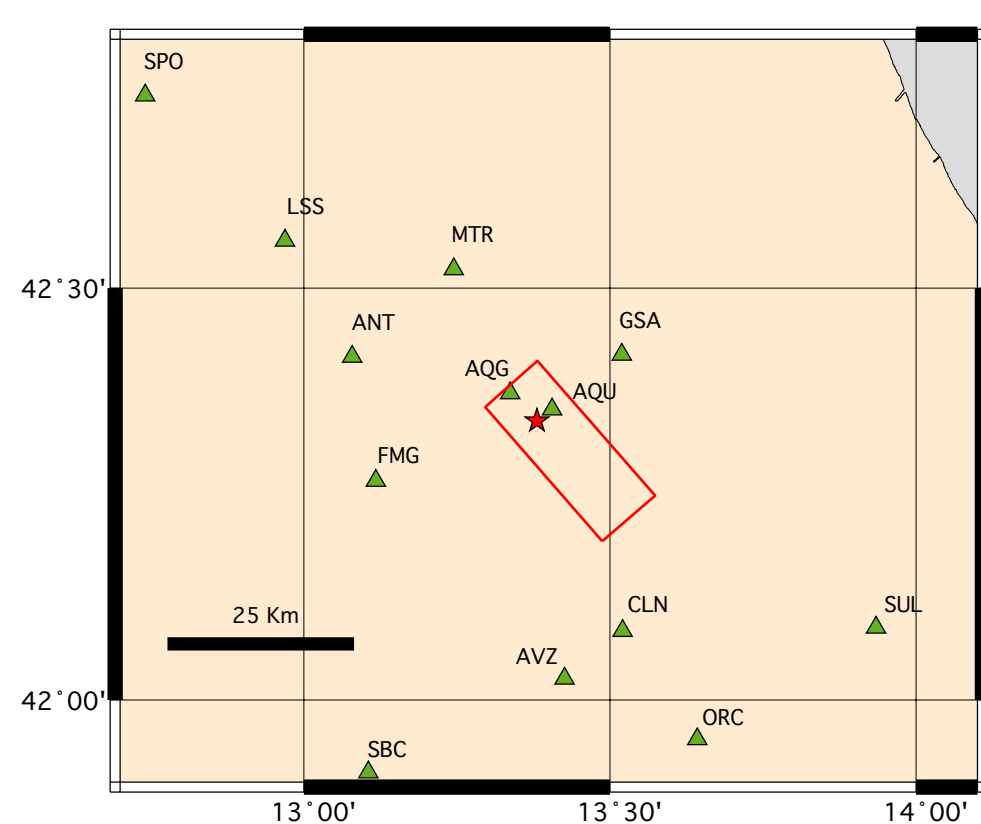 SPO
LSS
MTR
42°30'
ANT
GSA
AQG
AQU
FMG
25 Km
CLN
SUL
AVZ
42°00'
ORC
SBC
13°00'
13°30'
14°00'